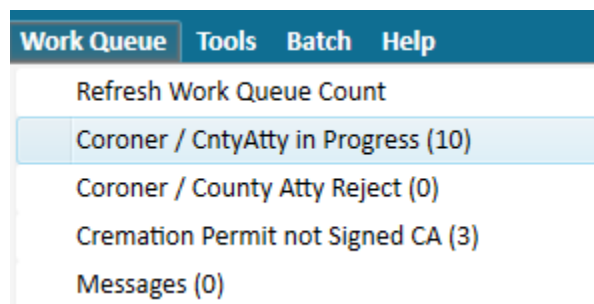 Work Queue Tools Batch Help
Refresh Work Queue Count
Coroner / CntyAtty in Progress (10)
Coroner / County Atty Reject (0)
Cremation Permit not Signed CA (3)
Messages (0)